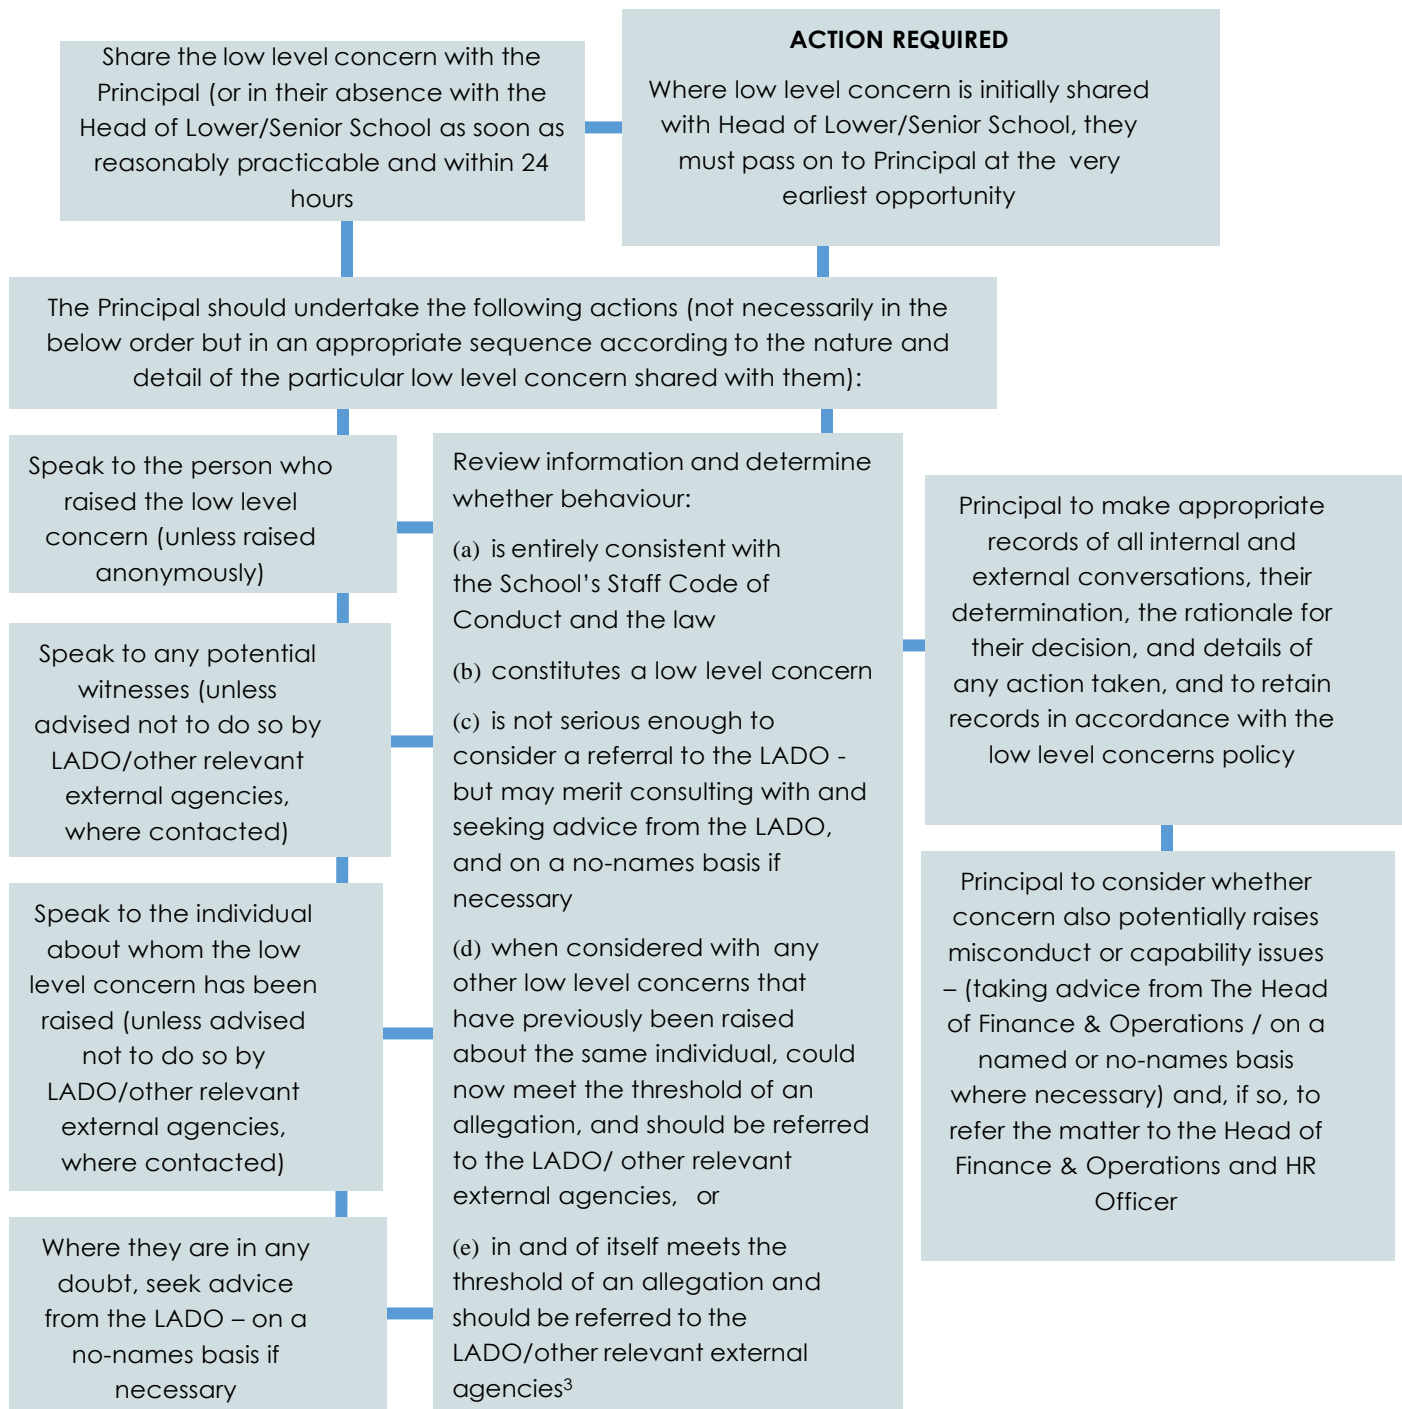 Share the low level concern with the
Principal (or in their absence with the
Head of Lower/Senior School as soon as
reasonably practicable and within 24
hours
ACTION REQUIRED
Where low level concern is initially shared
with Head of Lower/Senior School, they
must pass on to Principal at the very
earliest opportunity
The Principal should undertake the following actions (not necessarily in the
below order but in an appropriate sequence according to the nature and
detail of the particular low level concern shared with them):
Speak to the person who
raised the low level
concern (unless raised
anonymously)
Speak to any potential
witnesses (unless
advised not to do so by
LADO/other relevant
external agencies,
where contacted)
Speak to the individual
about whom the low
level concern has been
raised (unless advised
not to do so by
LADO/other relevant
external agencies,
where contacted)
Where they are in any
doubt, seek advice
from the LADO – on a
no-names basis if
necessary
Review information and determine
whether behaviour:
(a) is entirely consistent with
the School’s Staff Code of
Conduct and the law
(b) constitutes a low level concern
(c) is not serious enough to
consider a referral to the LADO -
but may merit consulting with and
seeking advice from the LADO,
and on a no-names basis if
necessary
(d) when considered with any
other low level concerns that
have previously been raised
about the same individual, could
now meet the threshold of an
allegation, and should be referred
to the LADO/ other relevant
external agencies, or
(e) in and of itself meets the
threshold of an allegation and
should be referred to the
LADO/other relevant external
agencies³
Principal to make appropriate
records of all internal and
external conversations, their
determination, the rationale for
their decision, and details of
any action taken, and to retain
records in accordance with the
low level concerns policy
Principal to consider whether
concern also potentially raises
misconduct or capability issues
– (taking advice from The Head
of Finance & Operations / on a
named or no-names basis
where necessary) and, if so, to
refer the matter to the Head of
Finance & Operations and HR
Officer